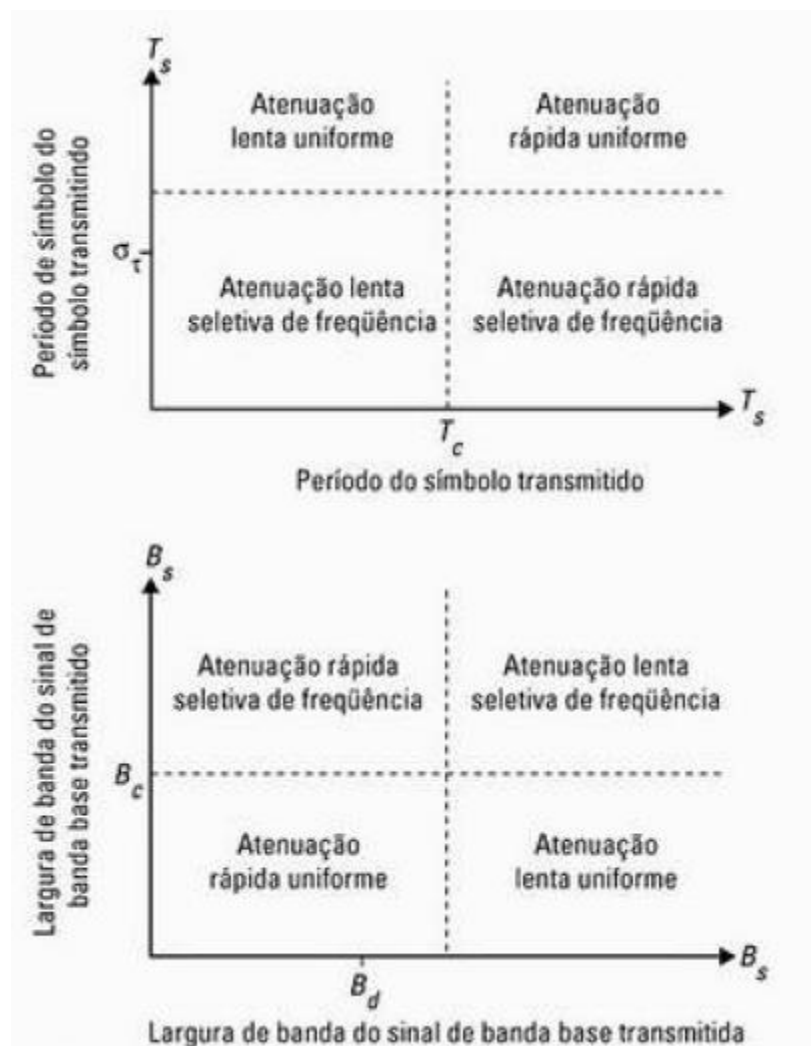 T_s
Atenuação
lenta uniforme
Atenuação
rápida uniforme
Período de símbolo do
símbolo transmitindo
σ_τ
Atenuação lenta
seletiva de freqüência
Atenuação rápida
seletiva de freqüência
T_s
T_c
Período do símbolo transmitido
B_s
Largura de banda do sinal de
banda base transmitido
Atenuação rápida
seletiva de freqüência
Atenuação lenta
seletiva de freqüência
B_c
Atenuação
rápida uniforme
Atenuação
lenta uniforme
B_s
B_d
Largura de banda do sinal de banda base transmitida